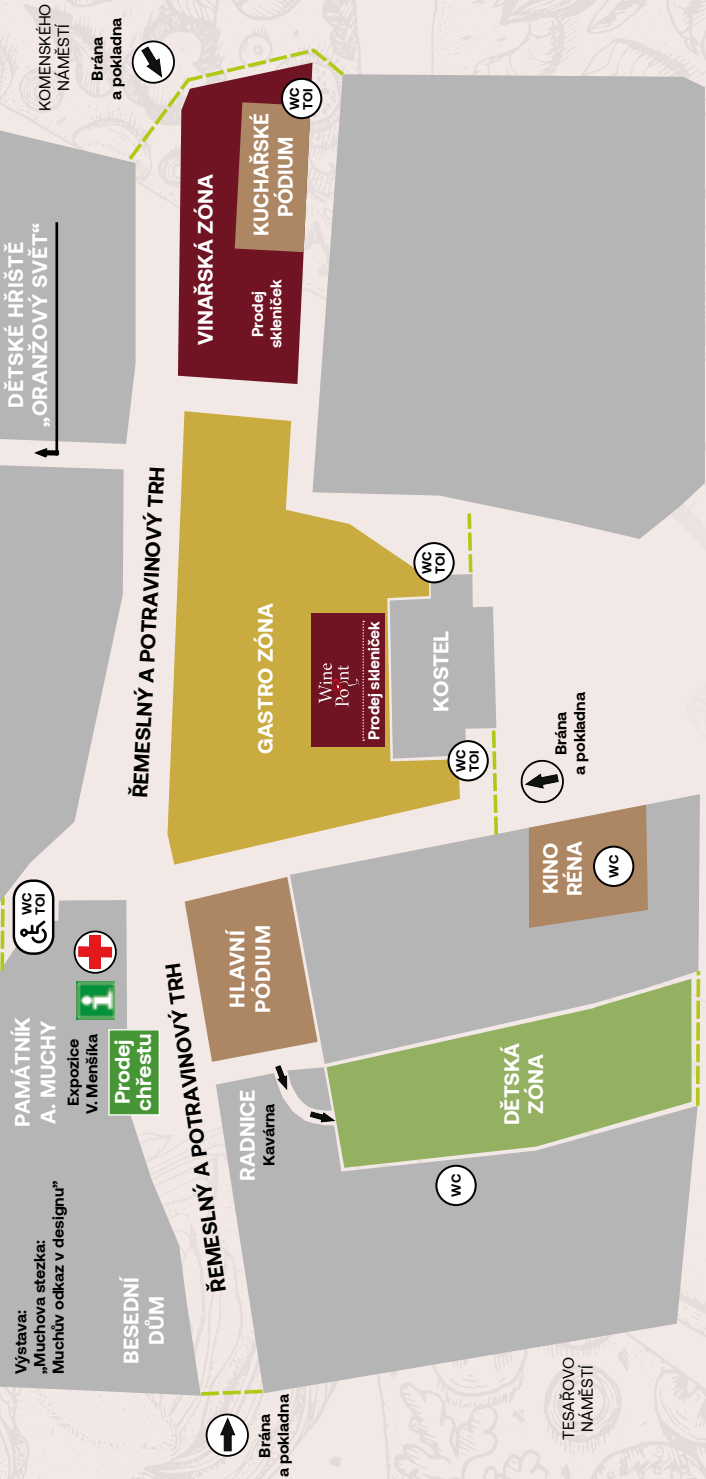 Výstava:
„Muchova stezka:
Muchův odkaz v designu”
PAMÁTNÍK
A. MUCHY
Expozice
V. Menšíka
Prodej
chřestu
i
WC
TOI
DĚTSKÉ HŘIŠTĚ
„ORANŽOVÝ SVĚT“
KOMENSKÉHO
NÁMĚSTÍ
Brána
a pokladna
BESEDNÍ
DŮM
ŘEMESLNÝ A POTRAVINOVÝ TRH
ŘEMESLNÝ A POTRAVINOVÝ TRH
VINAŘSKÁ ZÓNA
Prodej
skleniček
KUCHAŘSKÉ
PÓDIUM
WC
TOI
Brána
a pokladna
RADNICE
Kavárna
HLAVNÍ
PÓDIUM
GASTRO ZÓNA
Wine
Point
Prodej skleniček
KOSTEL
WC
TOI
WC
TOI
WC
DĚTSKÁ
ZÓNA
KINO
RÉNA
WC
Brána
a pokladna
TESAŘOVO
NÁMĚSTÍ